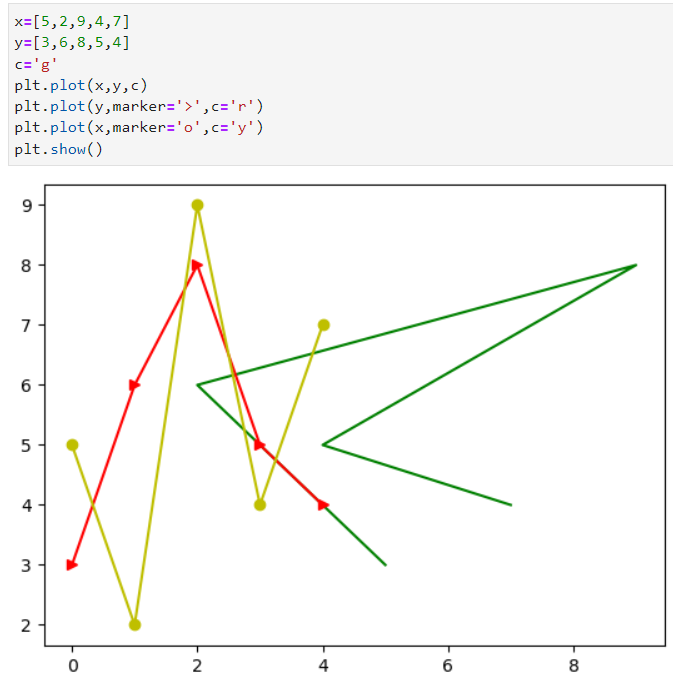 x=[5,2,9,4,7]
y=[3,6,8,5,4]
c='g'
plt.plot(x,y,c)
plt.plot(y,marker='>',c='r')
plt.plot(x,marker='o',c='y')
plt.show()
9
8
7
6
5
4
3
2
0 2 4 6 8